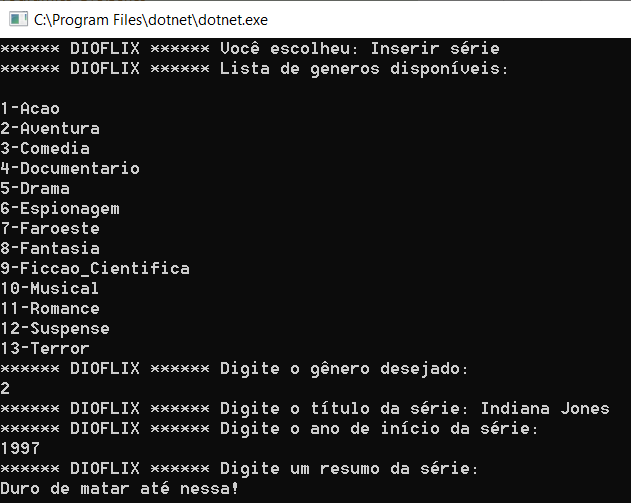 C:\Program Files\dotnet\dotnet.exe
****** DIOFLIX ****** Você escolheu: Inserir série
****** DIOFLIX ****** Lista de generos disponíveis:
1-Acao
2-Aventura
3-Comedia
4-Documentario
5-Drama
6-Espionagem
7-Faroeste
8-Fantasia
9-Ficcao_Cientifica
10-Musical
11-Romance
12-Suspense
13-Terror
****** DIOFLIX ****** Digite o gênero desejado:
2
****** DIOFLIX ****** Digite o título da série: Indiana Jones
****** DIOFLIX ****** Digite o ano de início da série:
1997
****** DIOFLIX ****** Digite um resumo da série:
Duro de matar até nessa!